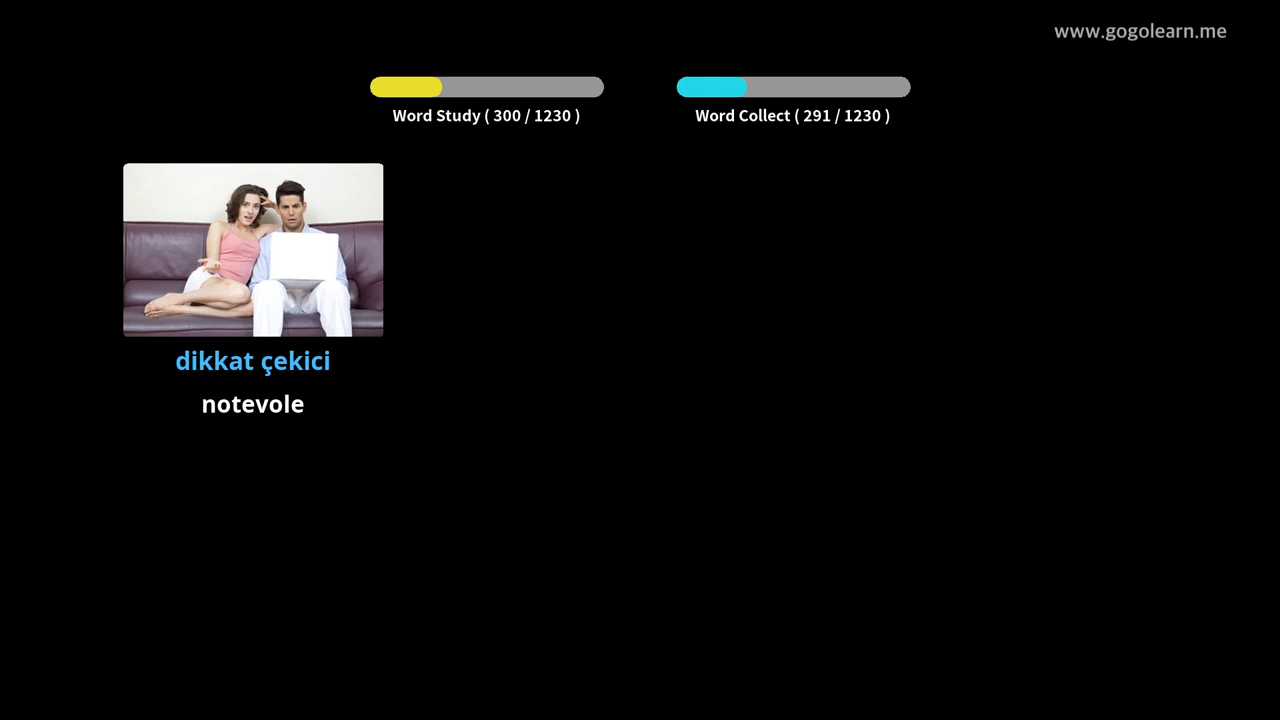 www.gogolearn.me
Word Study ( 300 / 1230 )
Word Collect ( 291 / 1230 )
dikkat çekici
notevole